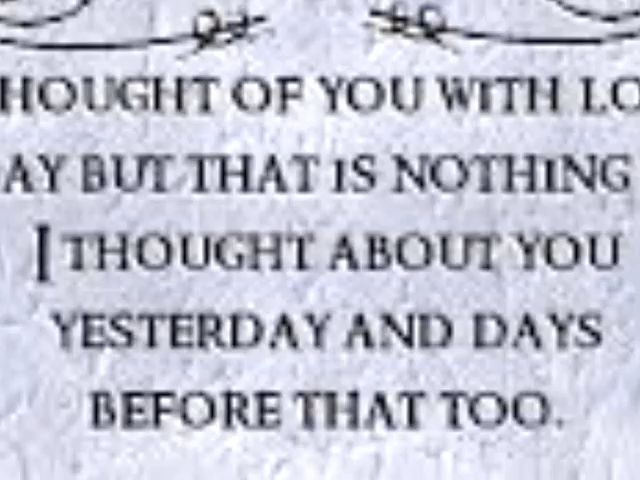 HOUGHT OF YOU WITH LO
AY BUT THAT IS NOTHING
I THOUGHT ABOUT YOU
YESTERDAY AND DAYS
BEFORE THAT TOO.